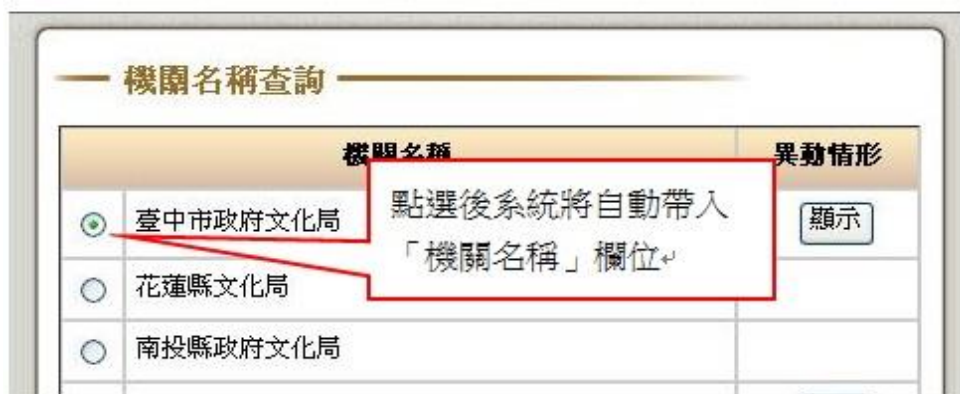 機關名稱查詢
機關名稱 異動情形
臺中市政府文化局 顯示
點選後系統將自動帶入
「機關名稱」欄位↵
花蓮縣文化局
南投縣政府文化局